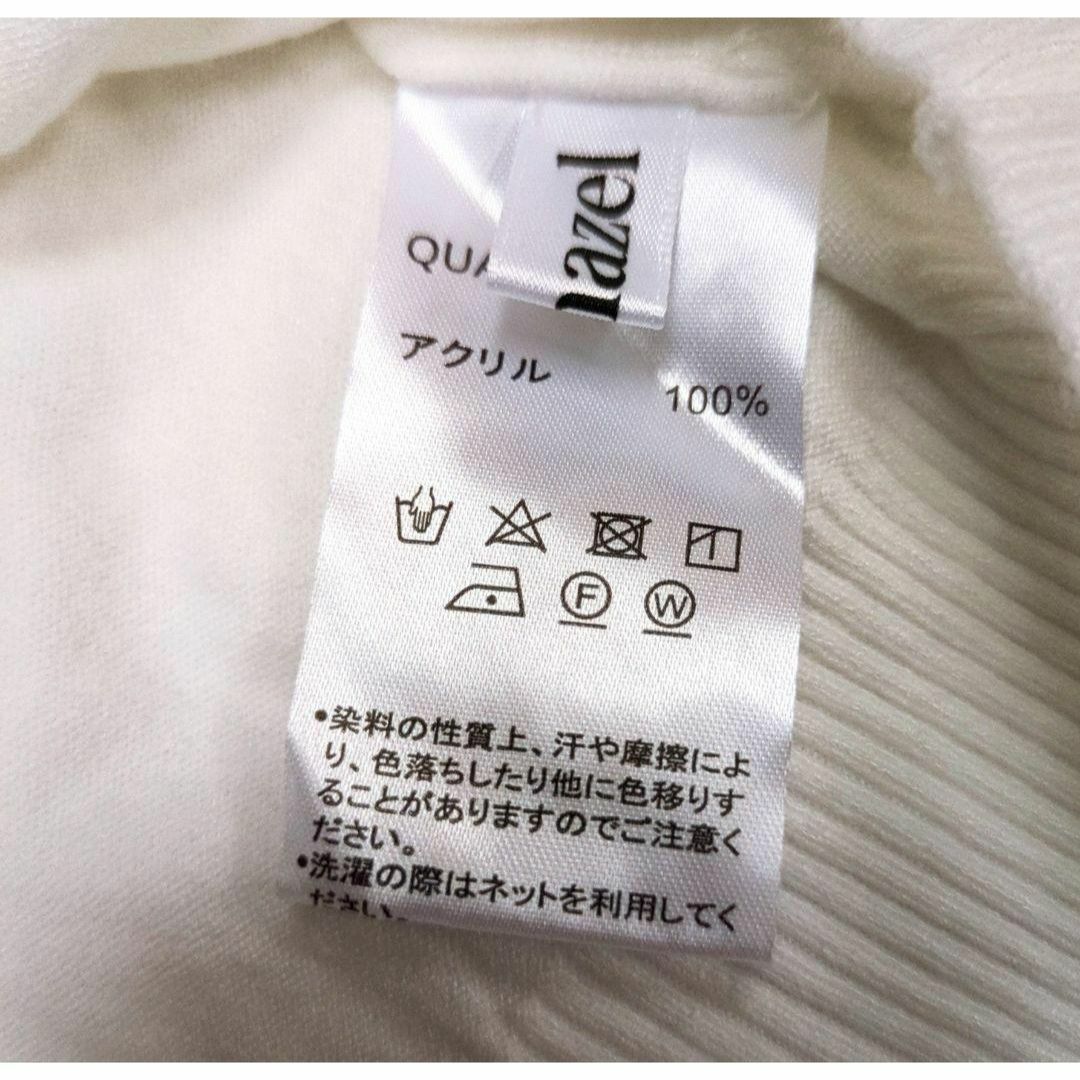 azel
QUA
アクリル 100%
F W
•染料の性質上、汗や摩擦によ
り、色落ちしたり他に色移りす
ることがありますのでご注意く
ださい。
•洗濯の際はネットを利用してく
ださい。